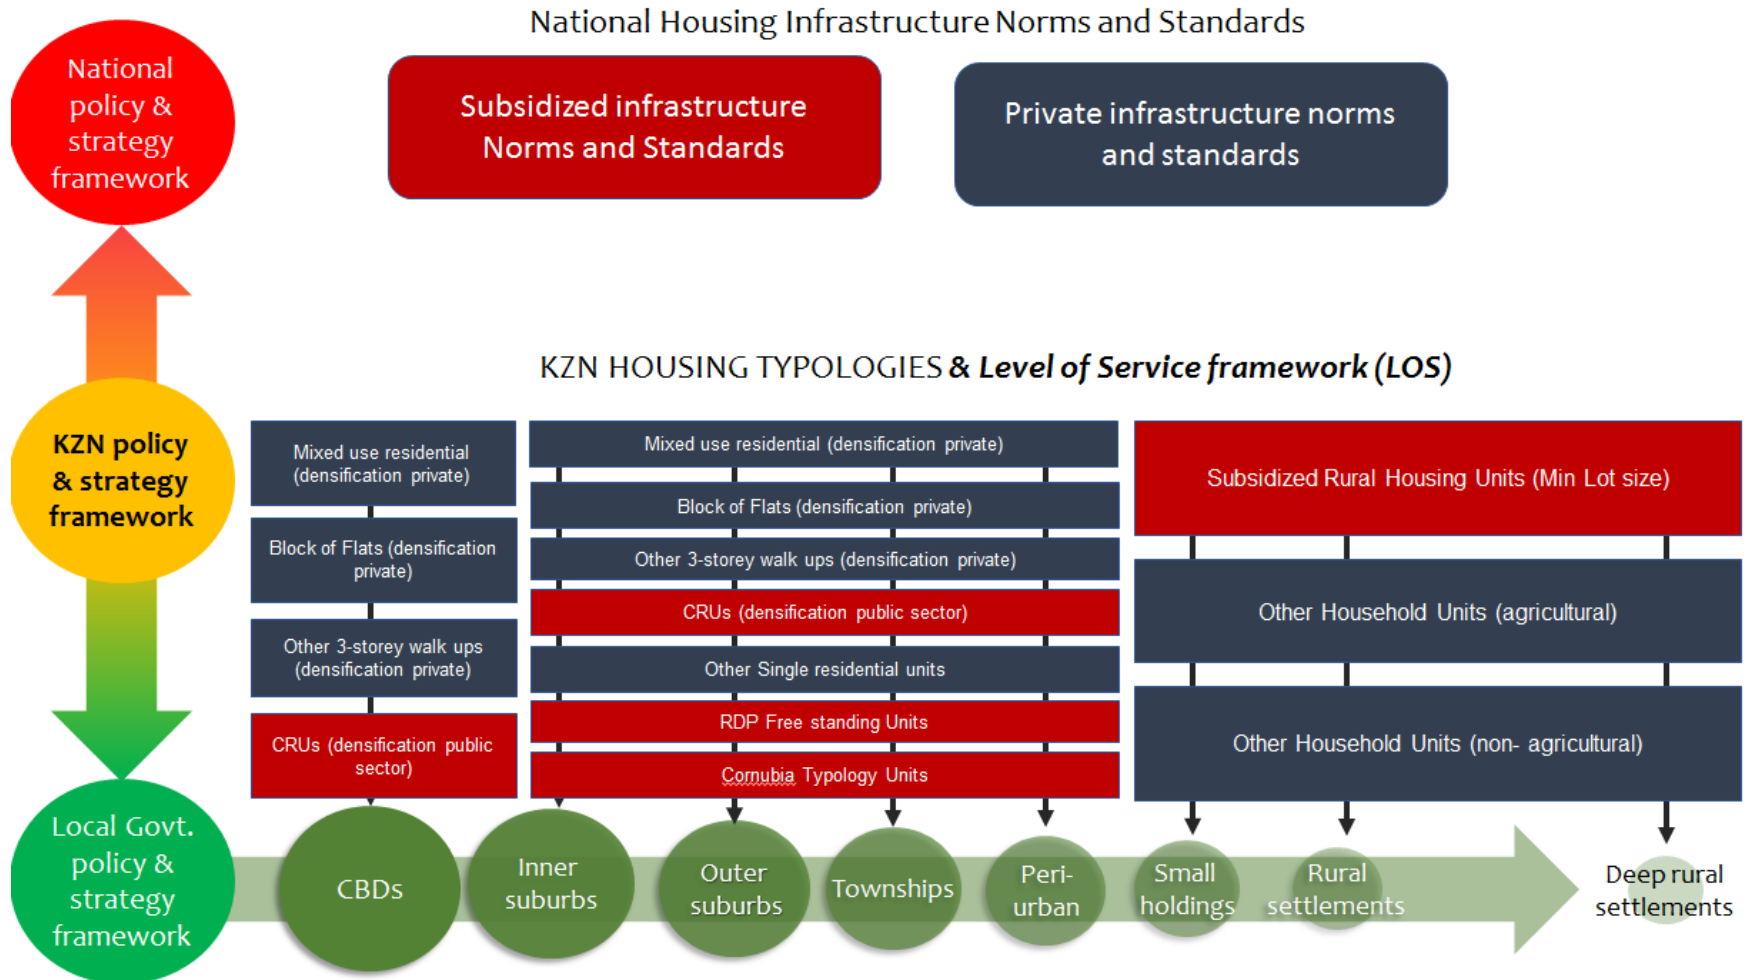 National Housing Infrastructure Norms and Standards
National
policy &
strategy
framework
Subsidized infrastructure
Norms and Standards
Private infrastructure norms
and standards
KZN HOUSING TYPOLOGIES & Level of Service framework (LOS)
KZN policy
& strategy
framework
Mixed use residential
(densification private)
Block of Flats (densification
private)
Other 3-storey walk ups
(densification private)
CRUs (densification public
sector)
Mixed use residential (densification private)
Block of Flats (densification private)
Other 3-storey walk ups (densification private)
CRUs (densification public sector)
Other Single residential units
RDP Free standing Units
Cornubia Typology Units
Subsidized Rural Housing Units (Min Lot size)
Other Household Units (agricultural)
Other Household Units (non- agricultural)
Local Govt.
policy &
strategy
framework
CBDs
Inner
suburbs
Outer
suburbs
Townships
Peri-
urban
Small
holdings
Rural
settlements
Deep rural
settlements